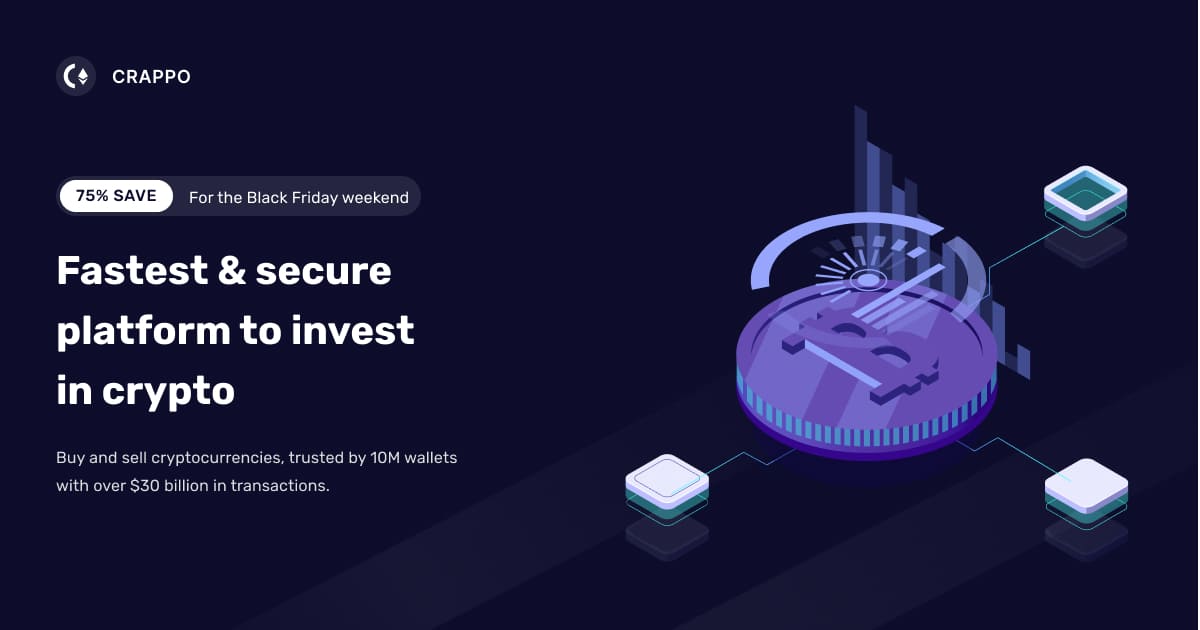 CRAPPO
75% SAVE For the Black Friday weekend
Fastest & secure
platform to invest
in crypto
Buy and sell cryptocurrencies, trusted by 10M wallets
with over $30 billion in transactions.